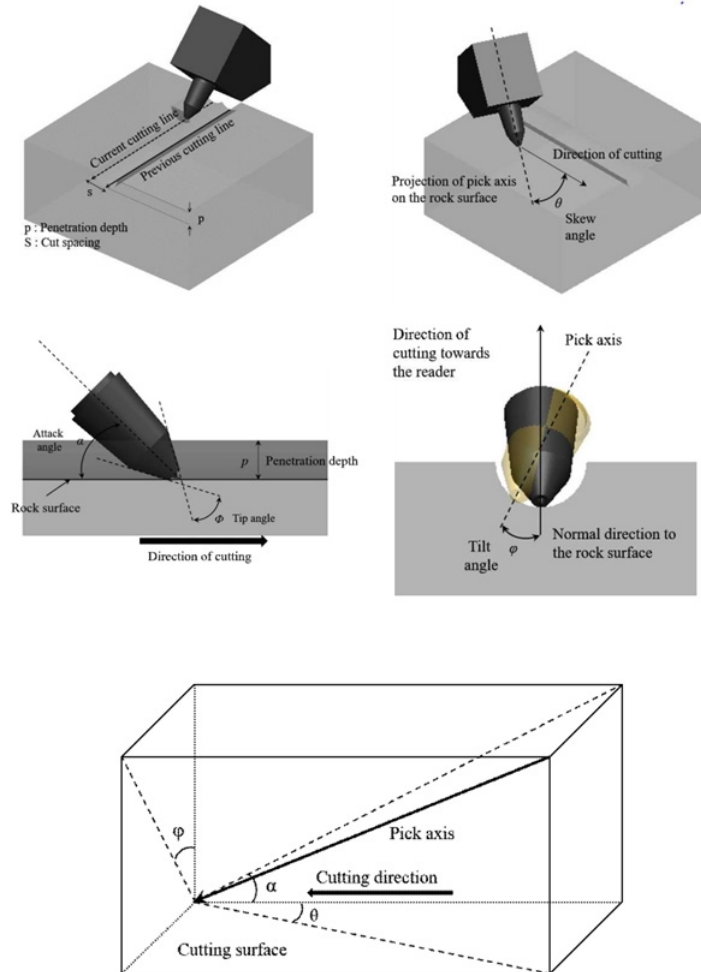 Current cutting line
Previous cutting line
s
p
p : Penetration depth
S : Cut spacing
Direction of cutting
Projection of pick axis
on the rock surface
θ
Skew
angle
Attack
angle
α
p Penetration depth
Rock surface
Φ
Tip angle
Direction of cutting
Direction of
cutting towards
the reader
Pick axis
Tilt
angle
φ
Normal direction to
the rock surface
φ
Pick axis
α
Cutting direction
θ
Cutting surface